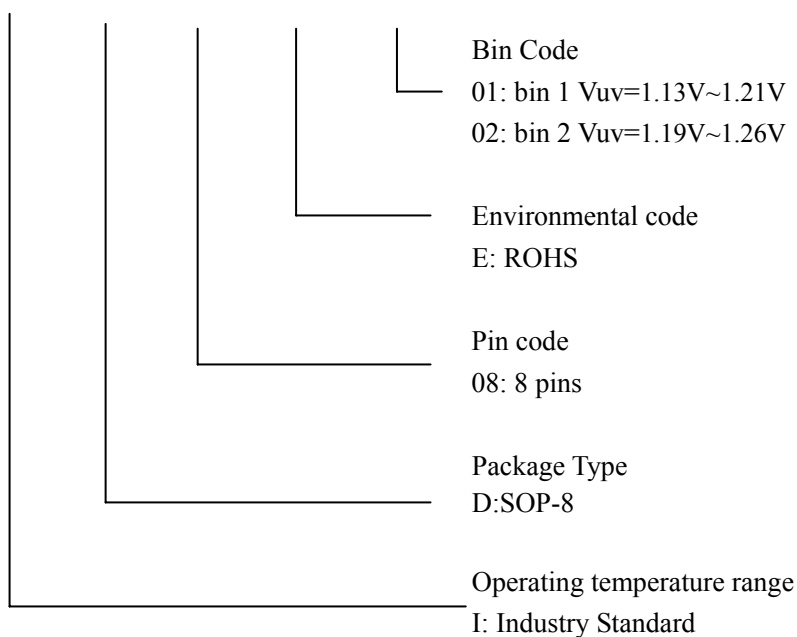 Bin Code
01: bin 1 Vuv=1.13V~1.21V
02: bin 2 Vuv=1.19V~1.26V
Environmental code
E: ROHS
Pin code
08: 8 pins
Package Type
D:SOP-8
Operating temperature range
I: Industry Standard